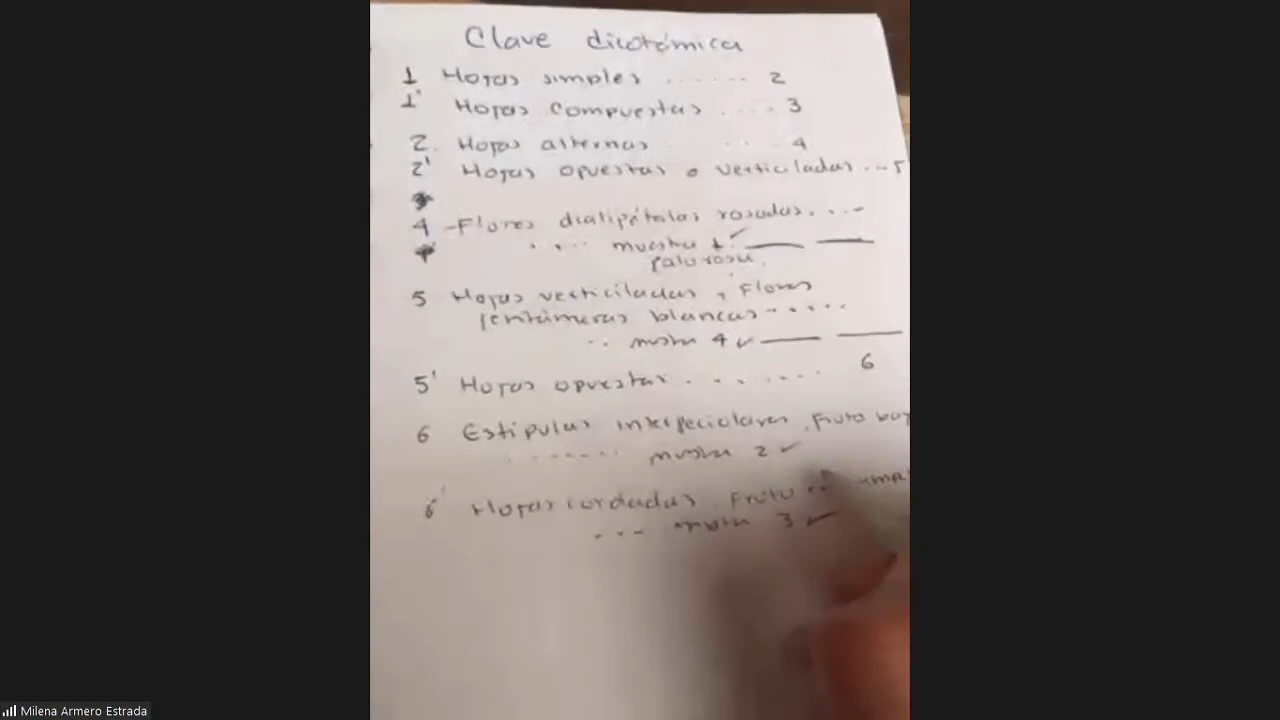 Clave dicotómica
1 Hojas simples ...... 2
1' Hojas compuestas .... 3
2. Hojas alternas ... 4
2' Hojas opuestas o verticiladas ... 5
4 -Flores dialipétalas rosadas. ...
.... muestra 1 ✓
palo rosa.
5 Hojas verticiladas, Flores
pentámeras blancas ......
.. muestra 4 ✓
5' Hojas opuestas ....... 6
6 Estipulas interpeciolares, Fruto
....... muestra 2 ✓
6' Hojas cordadas, Fruto
... muestra 3 ✓
Milena Armero Estrada